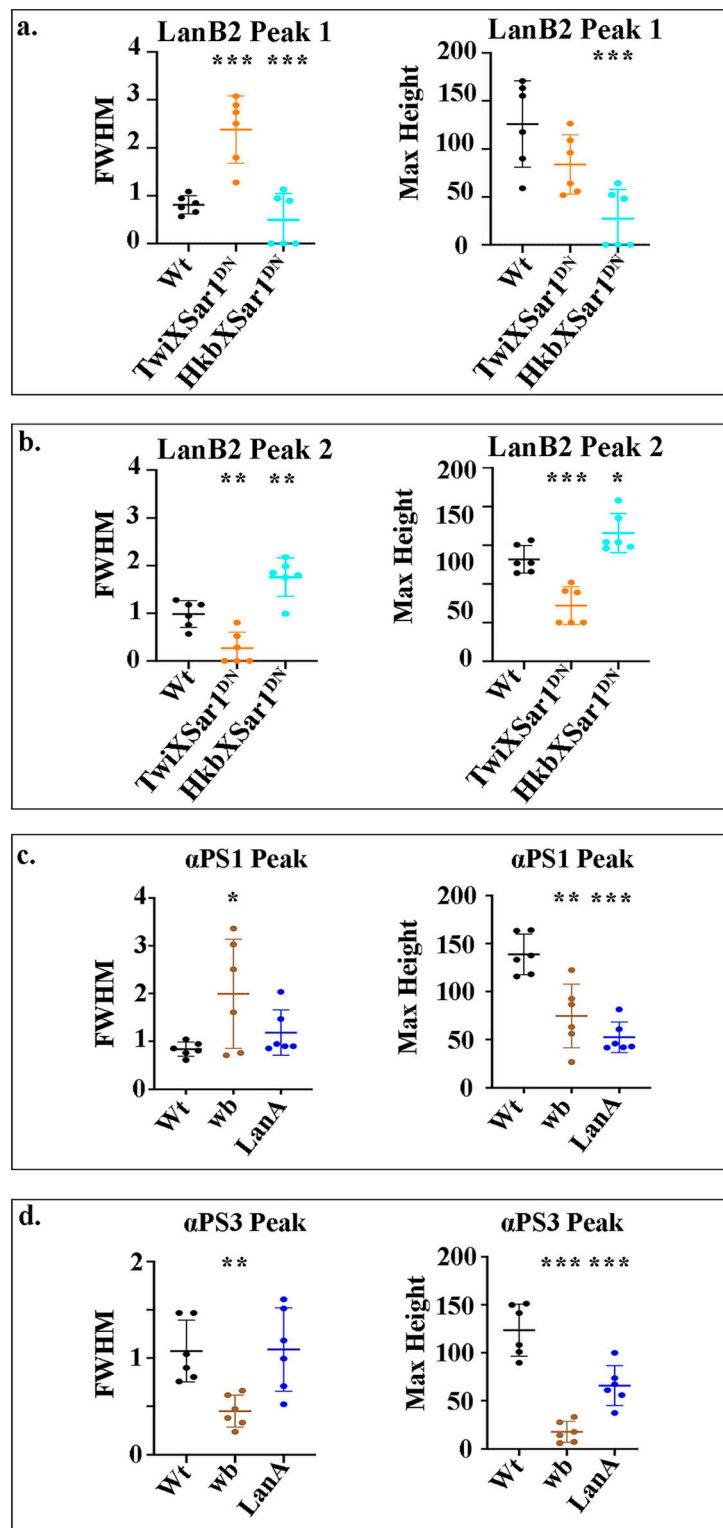 a.
LanB2 Peak 1
FWHM
4
3
2
1
0
*** ***
Wt
TwiXSar1DN
HkbXSar1DN
LanB2 Peak 1
Max Height
200
150
100
50
0
***
Wt
TwiXSar1DN
HkbXSar1DN
b.
LanB2 Peak 2
FWHM
4
3
2
1
0
** **
Wt
TwiXSar1DN
HkbXSar1DN
LanB2 Peak 2
Max Height
200
100
50
0
*** *
Wt
TwiXSar1DN
HkbXSar1DN
c.
αPS1 Peak
FWHM
4
3
2
1
0
*
Wt
wb
LanA
αPS1 Peak
Max Height
200
150
100
50
0
** ***
Wt
wb
LanA
d.
αPS3 Peak
FWHM
2
1
0
**
Wt
wb
LanA
αPS3 Peak
Max Height
200
150
100
50
0
*** ***
Wt
wb
LanA